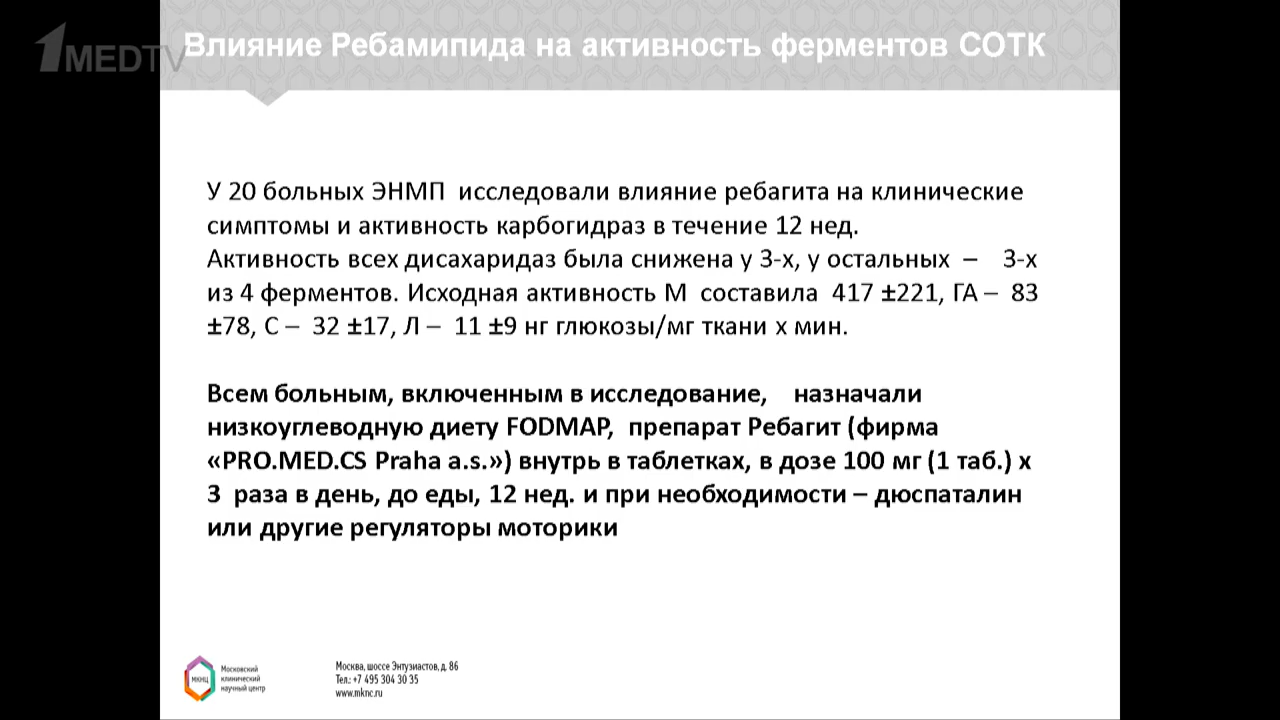 1MEDTV
Влияние Ребамипида на активность ферментов СОТК
У 20 больных ЭНМП исследовали влияние ребагита на клинические
симптомы и активность карбогидраз в течение 12 нед.
Активность всех дисахаридаз была снижена у 3-х, у остальных – 3-х
из 4 ферментов. Исходная активность М составила 417 ±221, ГА – 83
±78, С – 32 ±17, Л – 11 ±9 нг глюкозы/мг ткани х мин.
Всем больным, включенным в исследование, назначали
низкоуглеводную диету FODMAP, препарат Ребагит (фирма
«PRO.MED.CS Praha a.s.») внутрь в таблетках, в дозе 100 мг (1 таб.) х
3 раза в день, до еды, 12 нед. и при необходимости – дюспаталин
или другие регуляторы моторики
МКНЦ
Московский
клинический
научный центр
Москва, шоссе Энтузиастов, д. 86
Тел.: +7 495 304 30 35
www.mknc.ru